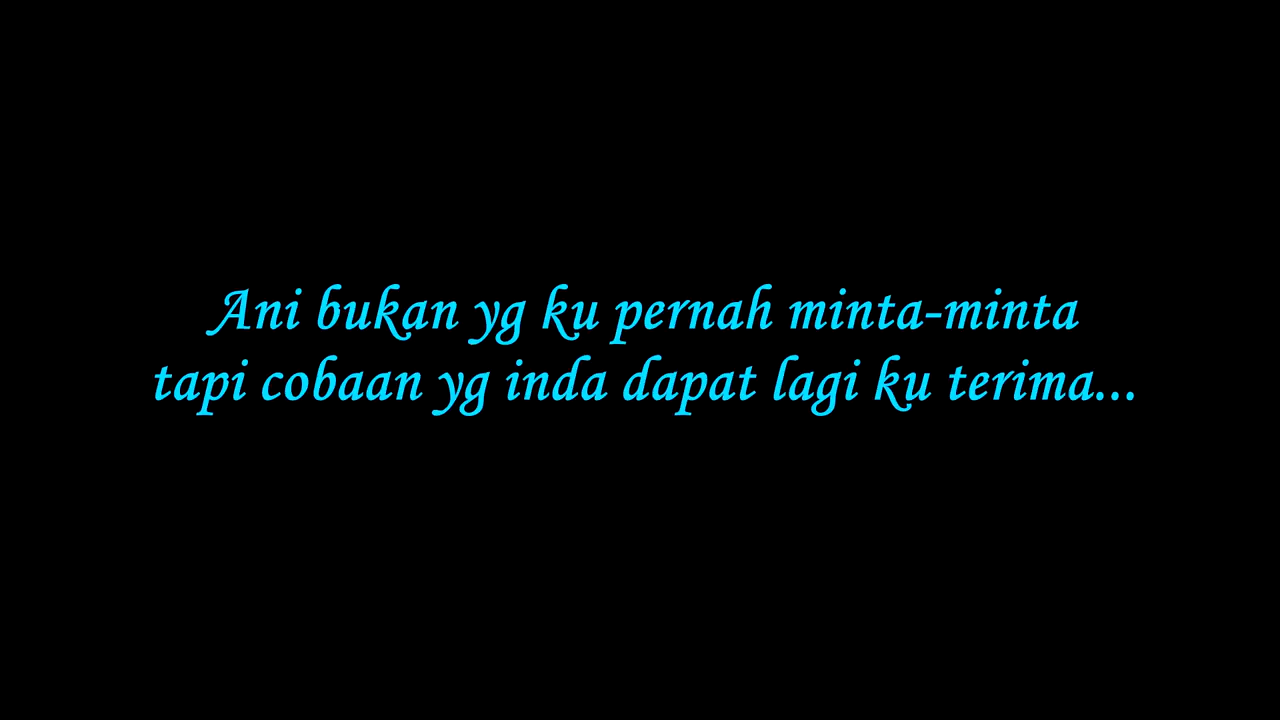 Ani bukan yg ku pernah minta-minta
tapi cobaan yg inda dapat lagi ku terima...